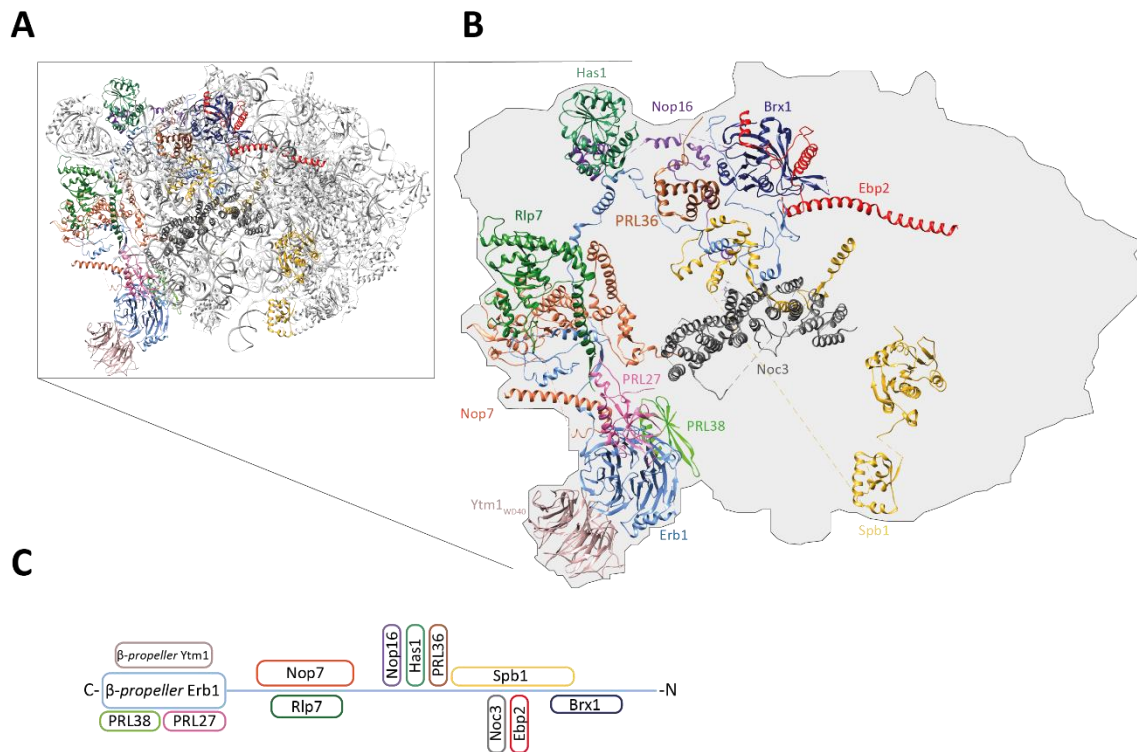 A
B
Has1
Nop16
Brx1
Ebp2
Rlp7
PRL36
Noc3
PRL27
Nop7
PRL38
Ytm1WD40
Erb1
Spb1
C
β-propeller Ytm1
Nop7
Nop16
Has1
PRL36
Spb1
C- β-propeller Erb1 -N
PRL38 PRL27
Rlp7
Noc3
Ebp2
Brx1